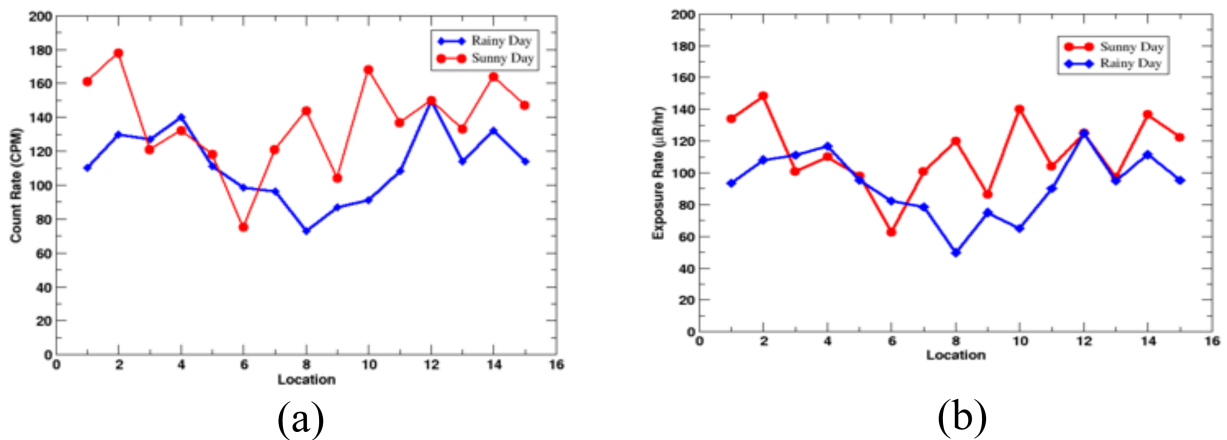 200
180
160
140
120
100
80
60
40
20
0
Count Rate (CPM)
Rainy Day
Sunny Day
0 2 4 6 8 10 12 14 16
Location
(a)
200
180
160
140
120
100
80
60
40
20
0
Exposure Rate (μR/hr)
Sunny Day
Rainy Day
0 2 4 6 8 10 12 14 16
Location
(b)